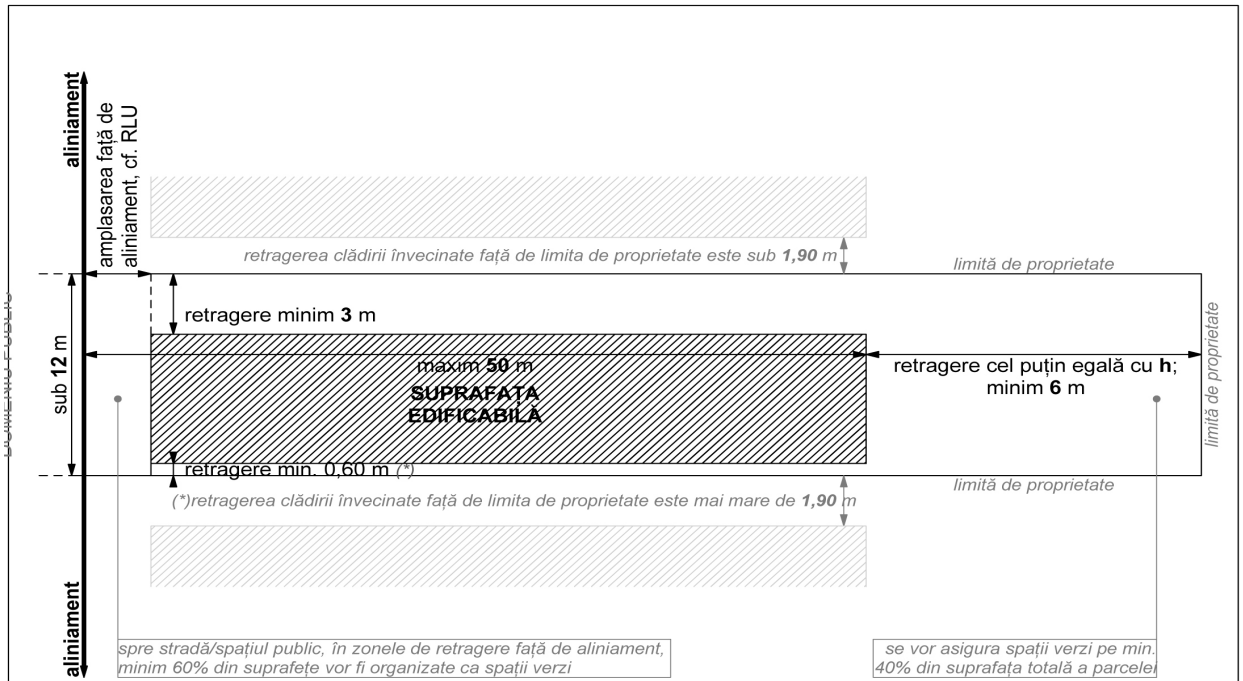 aliniament
amplasarea față de
aliniament, cf. RLU
retragerea clădirii învecinate față de limita de proprietate este sub 1,90 m
limită de proprietate
retragere minim 3 m
sub 12 m
maxim 50 m
SUPRAFAȚA
EDIFICABILĂ
retragere cel puțin egală cu h;
minim 6 m
limită de proprietate
retragere min. 0,60 m (*)
limită de proprietate
(*)retragerea clădirii învecinate față de limita de proprietate este mai mare de 1,90 m
aliniament
spre stradă/spațiul public, în zonele de retragere față de aliniament,
minim 60% din suprafețe vor fi organizate ca spații verzi
se vor asigura spații verzi pe min.
40% din suprafața totală a parcelei